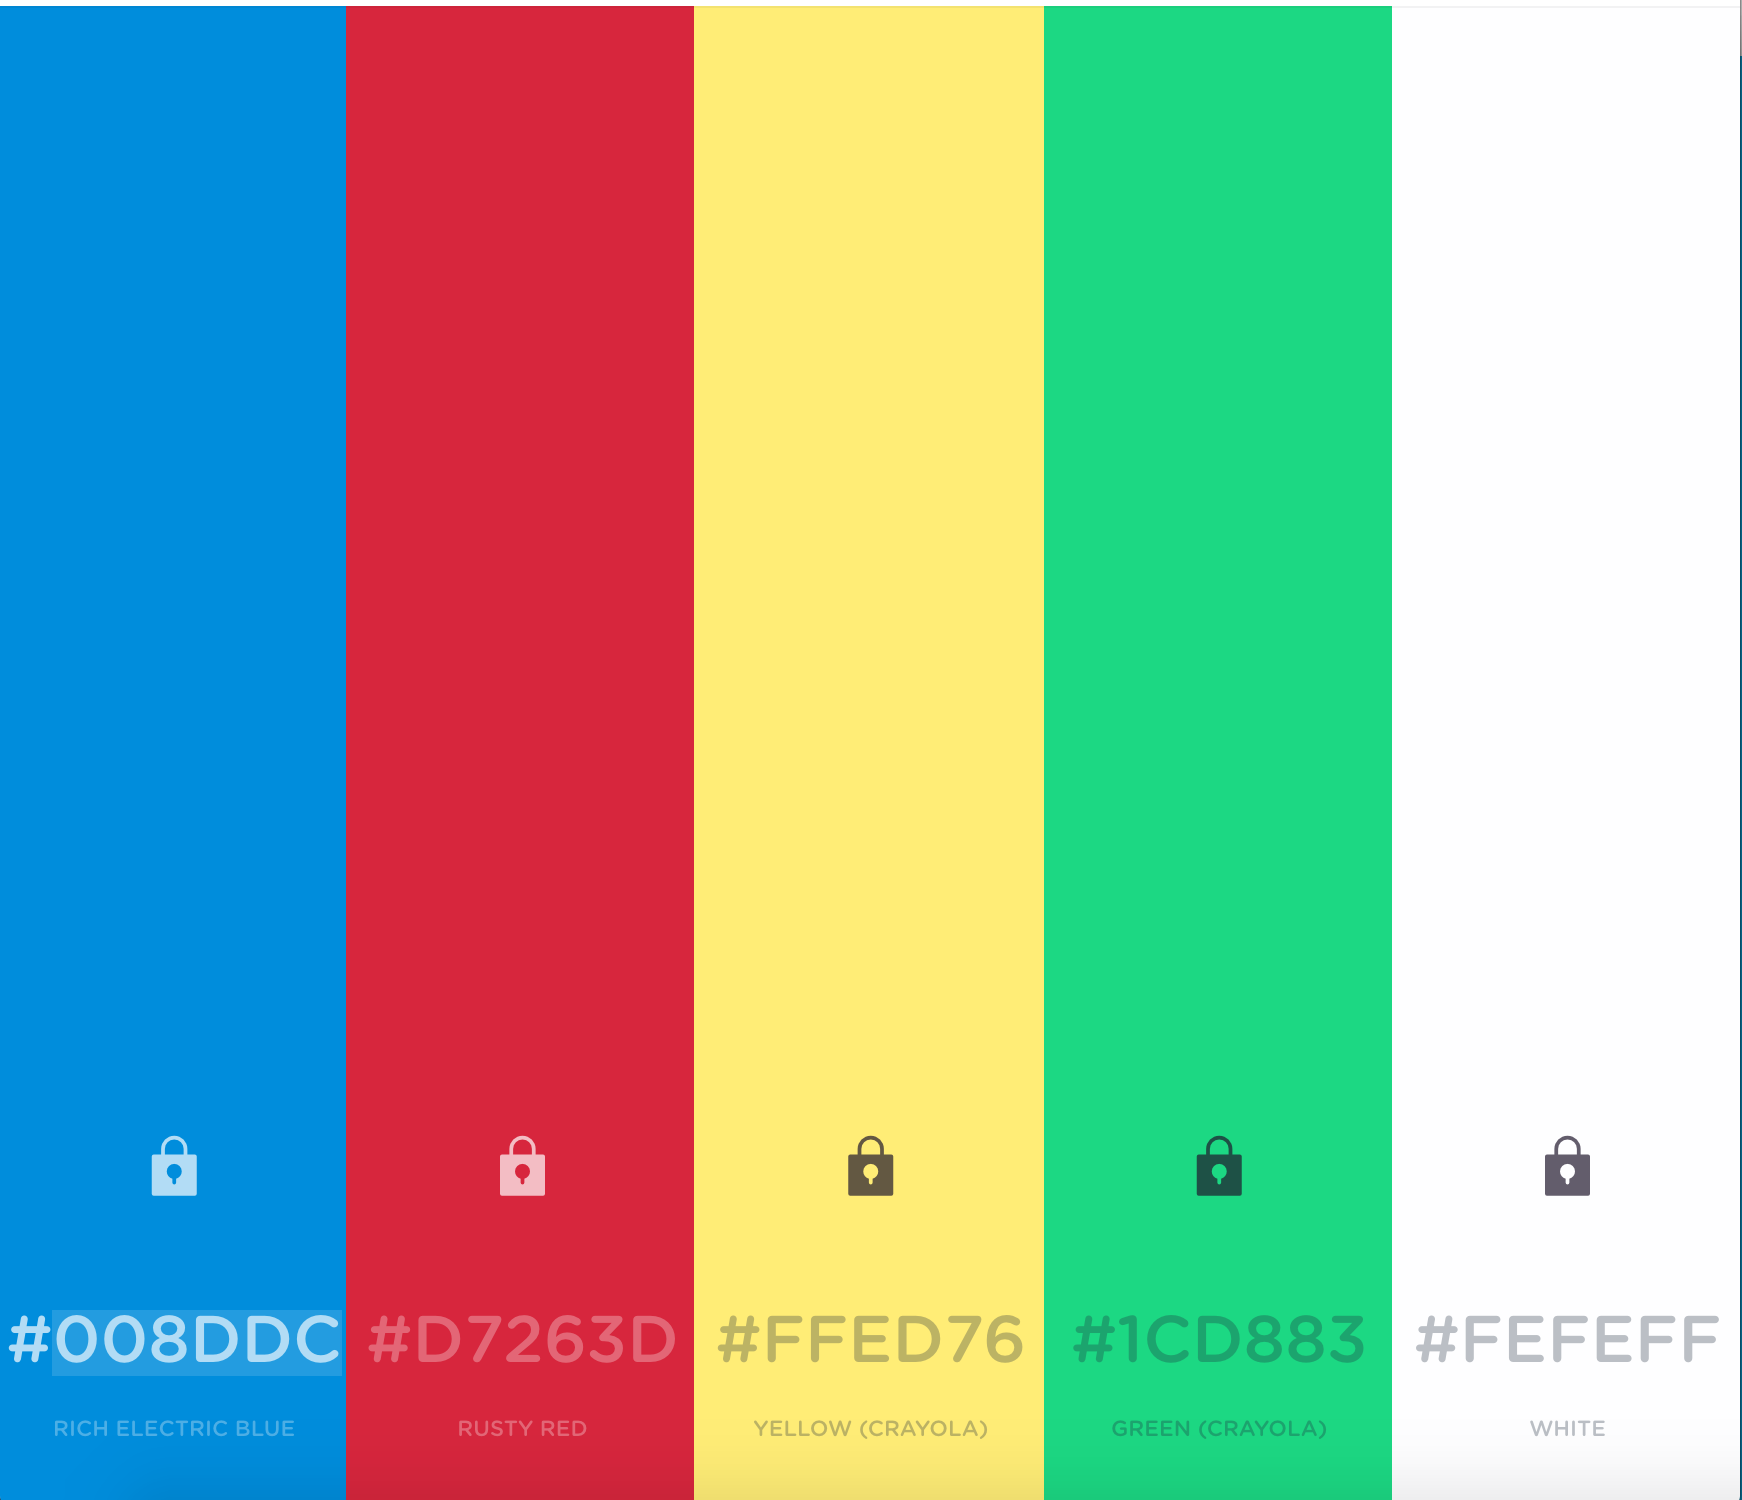 #008DDC
#D7263D
#FFED76
#1CD883
#FEFEFF
RICH ELECTRIC BLUE
RUSTY RED
YELLOW (CRAYOLA)
GREEN (CRAYOLA)
WHITE